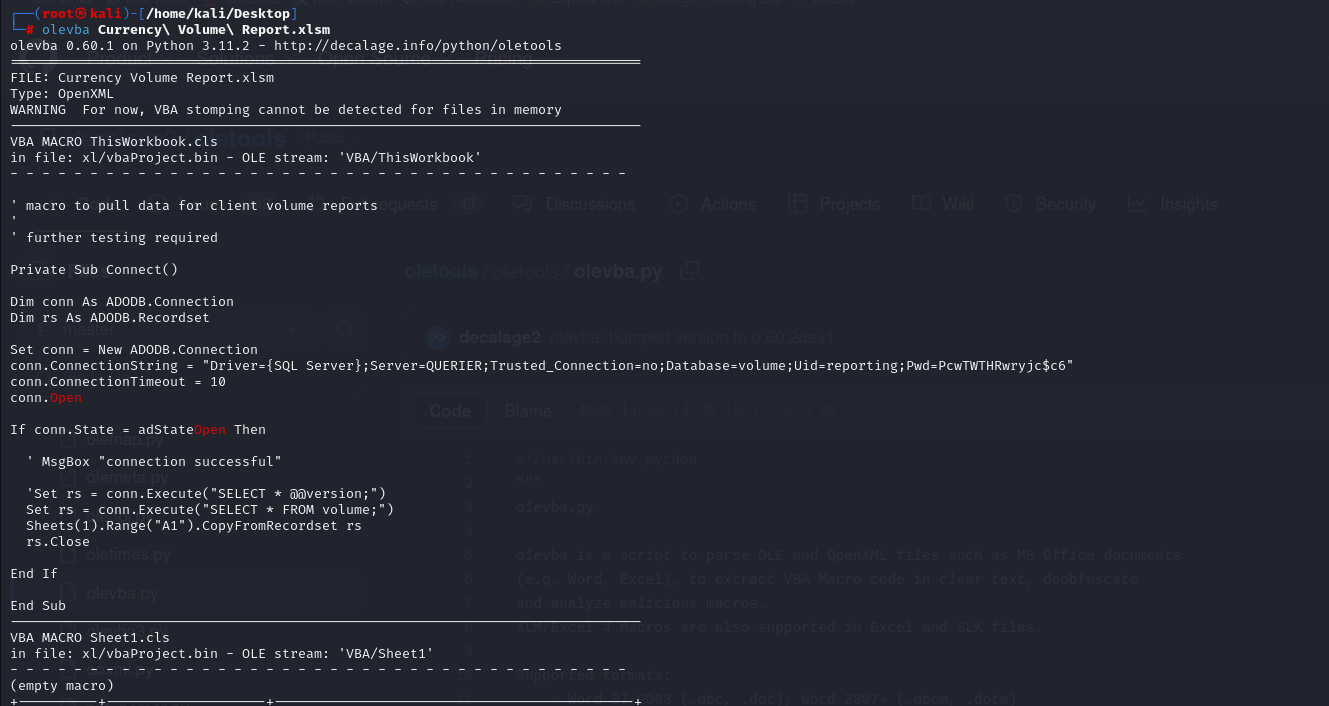 (root㉿kali)-[/home/kali/Desktop]
# olevba Currency\ Volume\ Report.xlsm
olevba 0.60.1 on Python 3.11.2 - http://decalage.info/python/oletools
===============================================================================
FILE: Currency Volume Report.xlsm
Type: OpenXML
WARNING  For now, VBA stomping cannot be detected for files in memory
-------------------------------------------------------------------------------
VBA MACRO ThisWorkbook.cls
in file: xl/vbaProject.bin - OLE stream: 'VBA/ThisWorkbook'
- - - - - - - - - - - - - - - - - - - - - - - - - - - - - - - - - - - - - - -
' macro to pull data for client volume reports
'
' further testing required
Private Sub Connect()
Dim conn As ADODB.Connection
Dim rs As ADODB.Recordset
Set conn = New ADODB.Connection
conn.ConnectionString = "Driver={SQL Server};Server=QUERIER;Trusted_Connection=no;Database=volume;Uid=reporting;Pwd=PcwTWTHRwryjc$c6"
conn.ConnectionTimeout = 10
conn.Open
If conn.State = adStateOpen Then
  ' MsgBox "connection successful"
  'Set rs = conn.Execute("SELECT * @@version;")
  Set rs = conn.Execute("SELECT * FROM volume;")
  Sheets(1).Range("A1").CopyFromRecordset rs
  rs.Close
End If
End Sub
-------------------------------------------------------------------------------
VBA MACRO Sheet1.cls
in file: xl/vbaProject.bin - OLE stream: 'VBA/Sheet1'
- - - - - - - - - - - - - - - - - - - - - - - - - - - - - - - - - - - - - - -
(empty macro)
+----------+--------------------+---------------------------------------------+
Product Solutions Open Source Pricing
oletools Public
requests 43 Discussions Actions Projects Wiki Security Insights
oletools / oletools / olevba.py
master
decalage2 olevba: bumped version to 0.60.2dev1
Code Blame
olemap.py
olemeta.py
oletimes.py
olevba.py
1 #!/usr/bin/env python
2 """
3 olevba.py
4
5 olevba is a script to parse OLE and OpenXML files such as MS Office documents
6 (e.g. Word, Excel), to extract VBA Macro code in clear text, deobfuscate
7 and analyze malicious macros.
8 XLM/Excel 4 Macros are also supported in Excel and SLK files.
9
10 Supported formats:
11 - Word 97-2003 (.doc, .dot), Word 2007+ (.docm, .dotm)